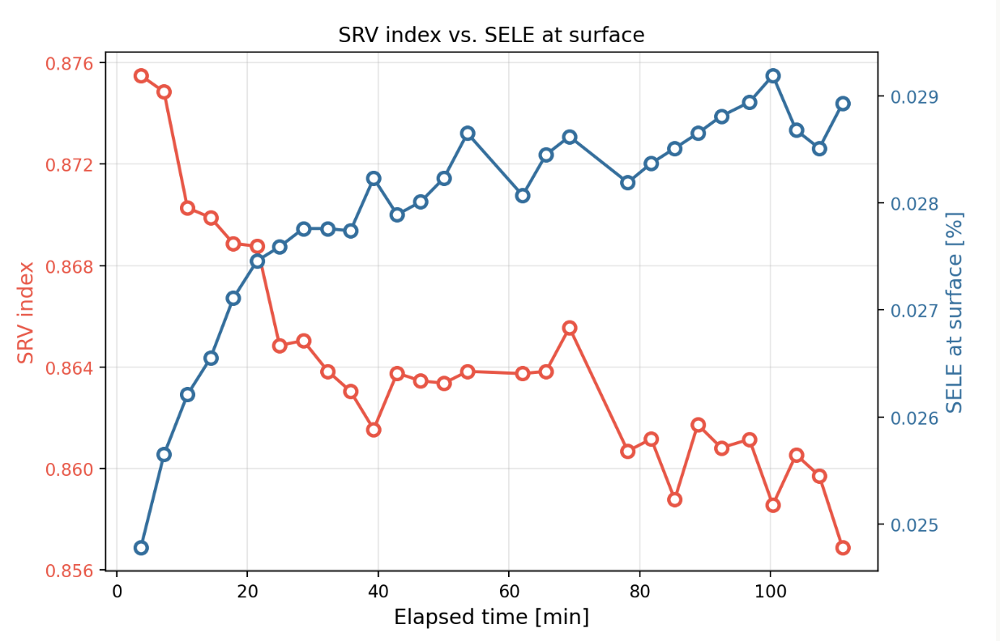 SRV index vs. SELE at surface
SRV index
0.876
0.872
0.868
0.864
0.860
0.856
0.029
0.028
0.027
0.026
0.025
SELE at surface [%]
0 20 40 60 80 100
Elapsed time [min]